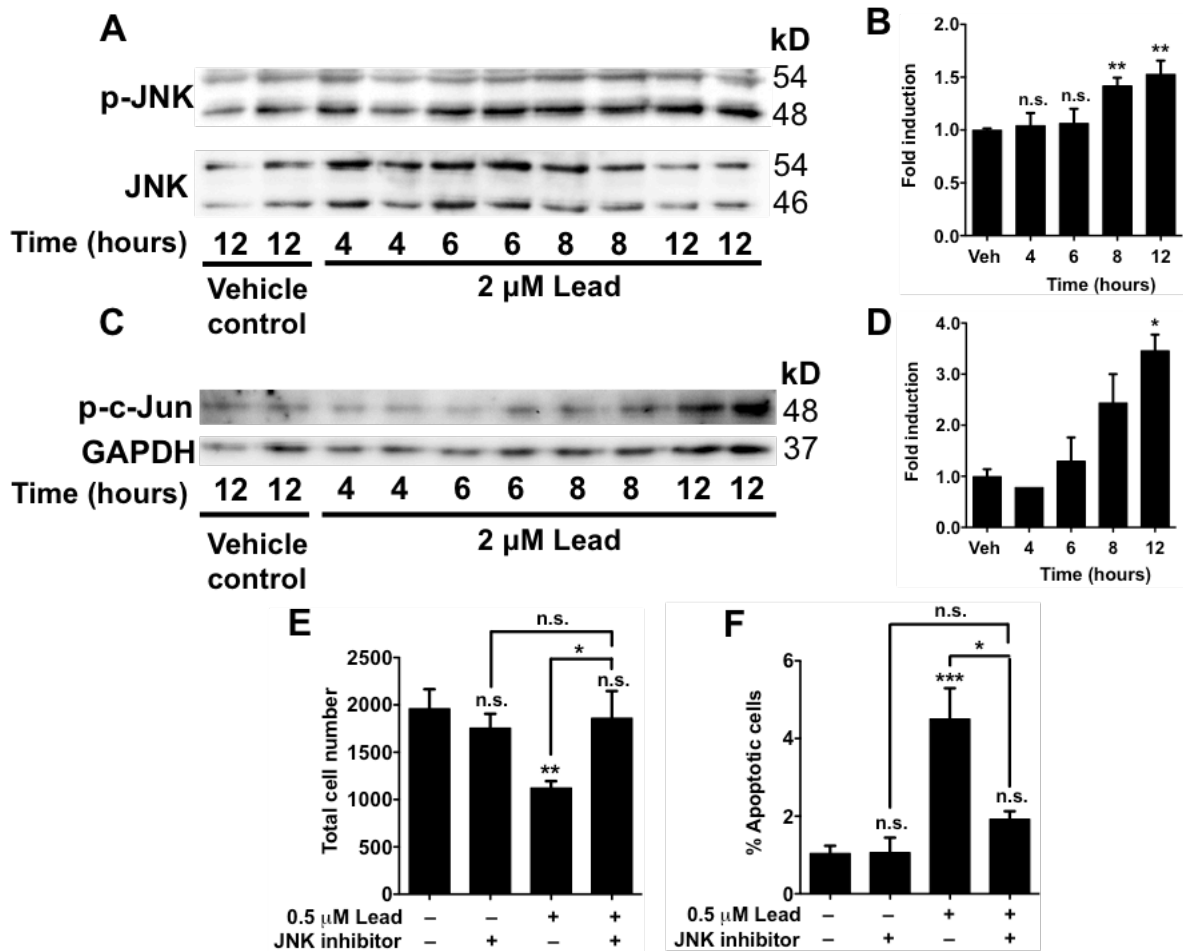 A
kD
p-JNK
54
48
JNK
54
46
Time (hours) 12 12 4 4 6 6 8 8 12 12
Vehicle control
2 µM Lead
B
Fold induction
2.0
1.5
1.0
0.5
0.0
n.s. n.s. ** **
Veh 4 6 8 12
Time (hours)
C
kD
p-c-Jun 48
GAPDH 37
Time (hours) 12 12 4 4 6 6 8 8 12 12
Vehicle control
2 µM Lead
D
Fold induction
4.0
3.0
2.0
1.0
0.0
*
Veh 4 6 8 12
Time (hours)
E
Total cell number
2500
2000
1500
1000
500
0
n.s.
*
n.s. ** n.s.
0.5 µM Lead – – + +
JNK inhibitor – + – +
F
% Apoptotic cells
6
4
2
0
n.s.
*
n.s. *** n.s.
0.5 µM Lead – – + +
JNK inhibitor – + – +